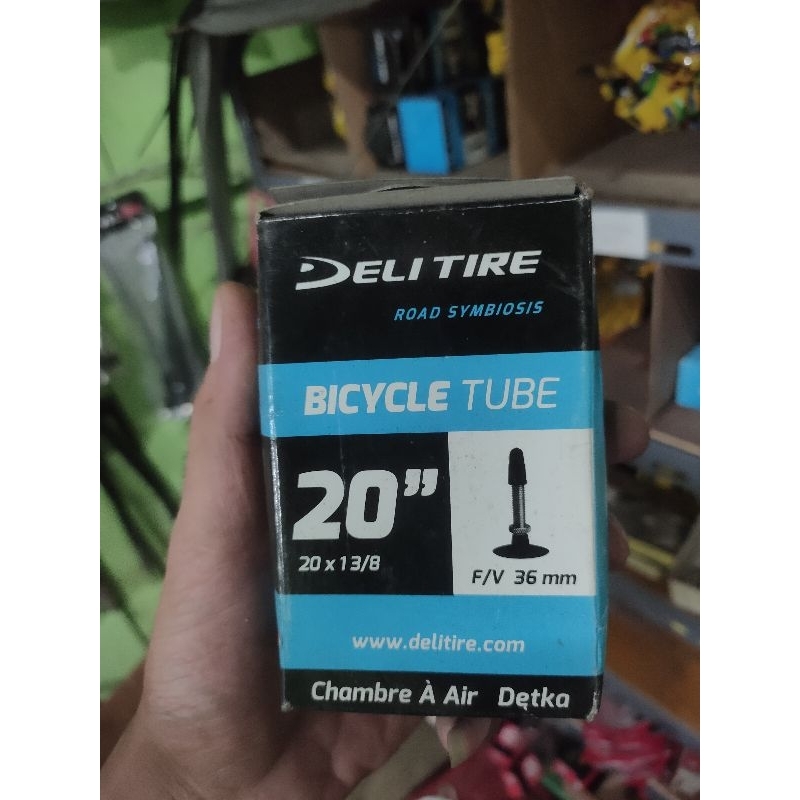 DELI TIRE
ROAD SYMBIOSIS
BICYCLE TUBE
20”
20 x 1 3/8
F/V 36 mm
www.delitire.com
Chambre À Air Dętka